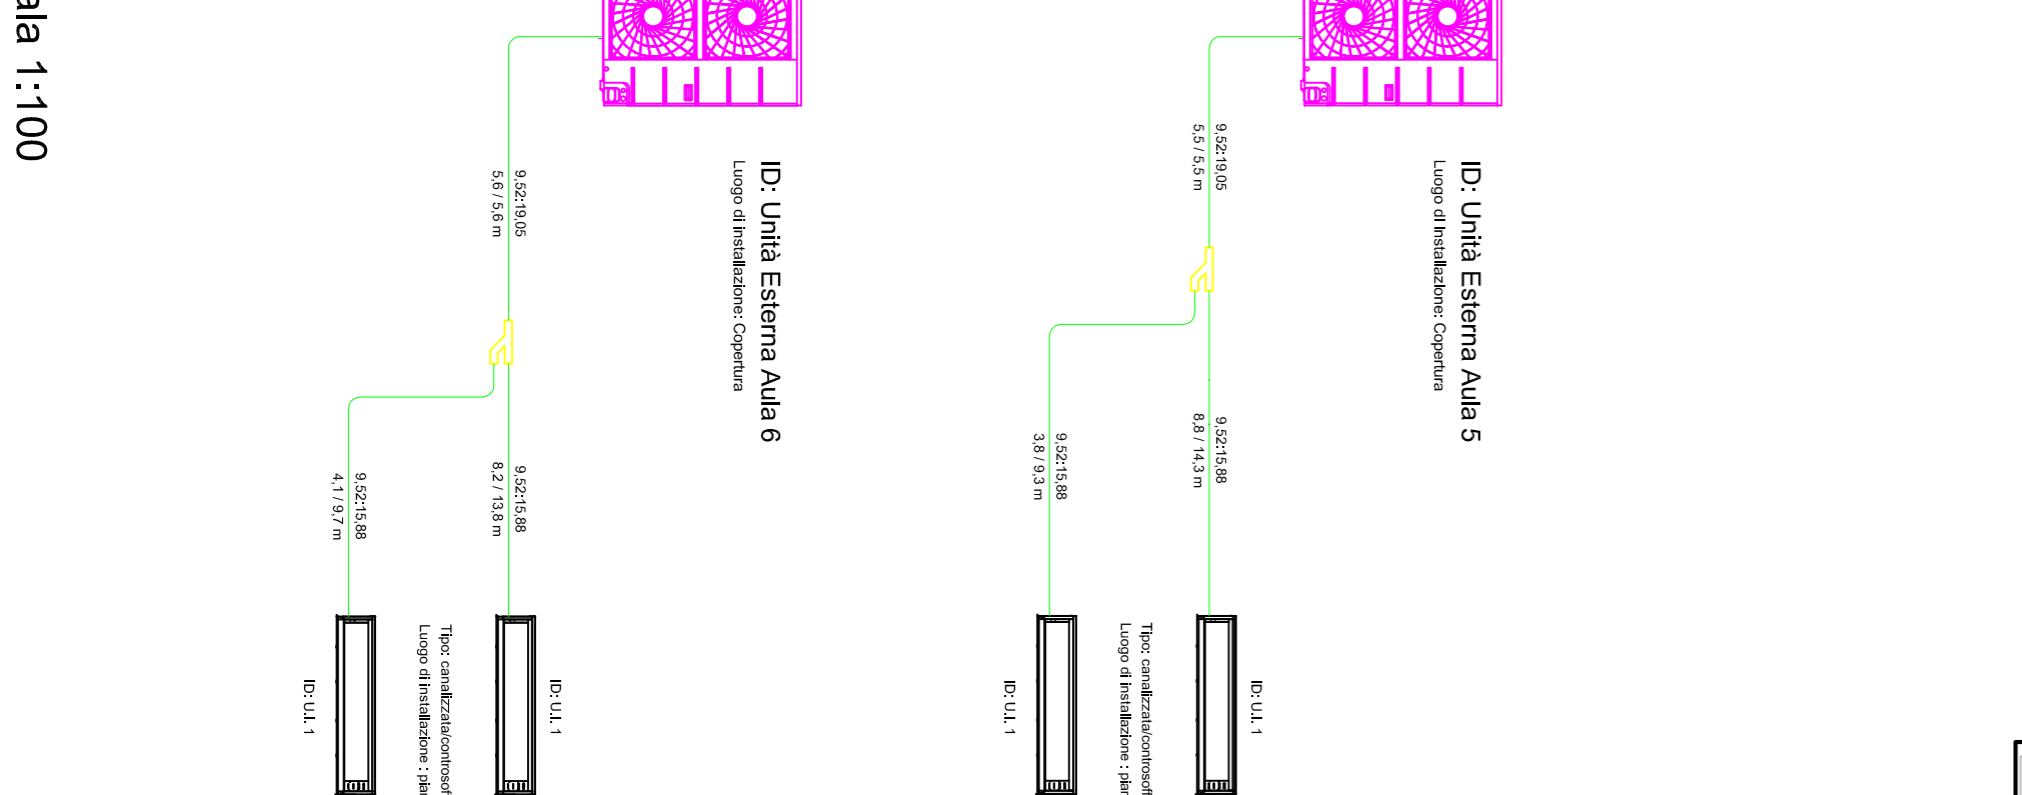 ala 1:100
9,52:19,05
5,6 / 5,6 m
ID: Unità Esterna Aula 6
Luogo di installazione: Copertura
9,52:15,88
8,2 / 13,8 m
9,52:15,88
4,1 / 9,7 m
ID: U.I. 1
Tipo: canalizzata/controsof
Luogo di installazione : pian
ID: U.I. 1
9,52:19,05
5,5 / 5,5 m
ID: Unità Esterna Aula 5
Luogo di installazione: Copertura
9,52:15,88
8,8 / 14,3 m
9,52:15,88
3,8 / 9,3 m
ID: U.I. 1
Tipo: canalizzata/controsoff
Luogo di installazione : pian
ID: U.I. 1